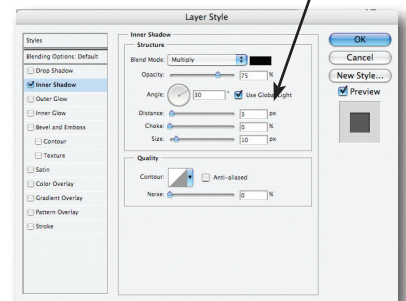 Layer Style
Styles
Blending Options: Default
Drop Shadow
Inner Shadow
Outer Glow
Inner Glow
Bevel and Emboss
Contour
Texture
Satin
Color Overlay
Gradient Overlay
Pattern Overlay
Stroke
Inner Shadow
Structure
Blend Mode: Multiply
Opacity: 75 %
Angle: 30 ° Use Global Light
Distance: 3 px
Choke: 0 %
Size: 10 px
Quality
Contour: Anti-aliased
Noise: 0 %
OK
Cancel
New Style...
Preview